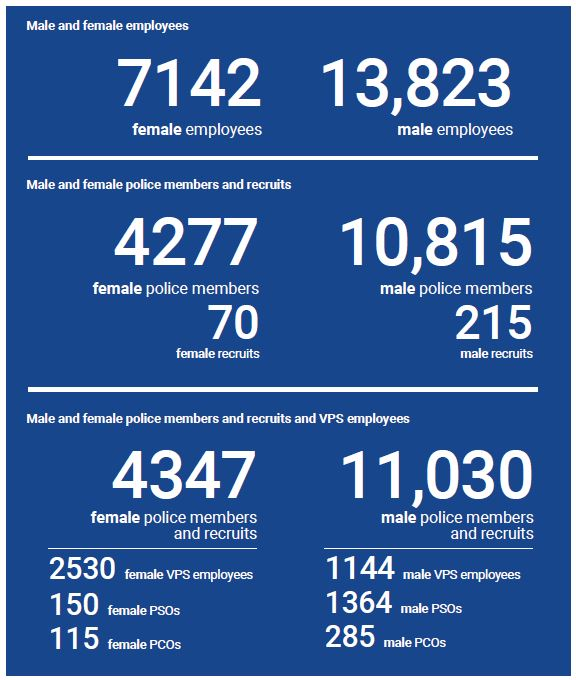 Male and female employees
7142 13,823
female employees male employees
Male and female police members and recruits
4277 10,815
female police members male police members
70 215
female recruits male recruits
Male and female police members and recruits and VPS employees
4347 11,030
female police members male police members
and recruits and recruits
2530 female VPS employees 1144 male VPS employees
150 female PSOs 1364 male PSOs
115 female PCOs 285 male PCOs